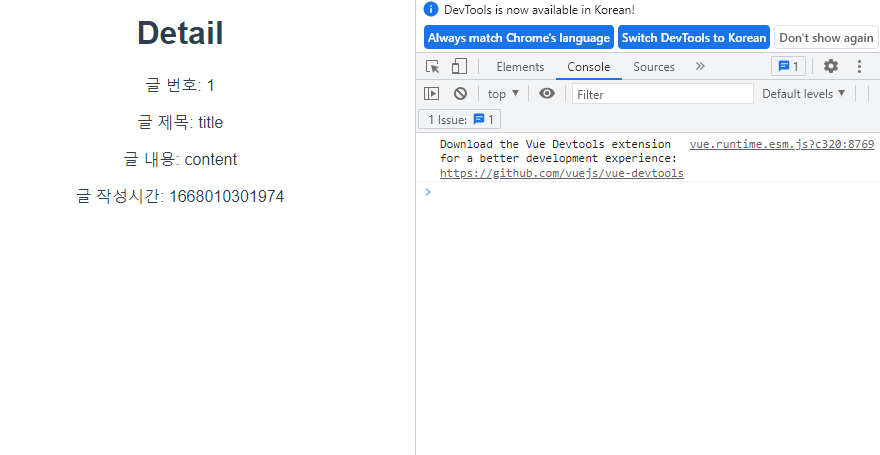 Detail
글 번호: 1
글 제목: title
글 내용: content
글 작성시간: 1668010301974
DevTools is now available in Korean!
Always match Chrome's language Switch DevTools to Korean Don't show again
Elements Console Sources 1
top Filter Default levels
1 Issue: 1
Download the Vue Devtools extension vue.runtime.esm.js?c320:8769
for a better development experience:
https://github.com/vuejs/vue-devtools